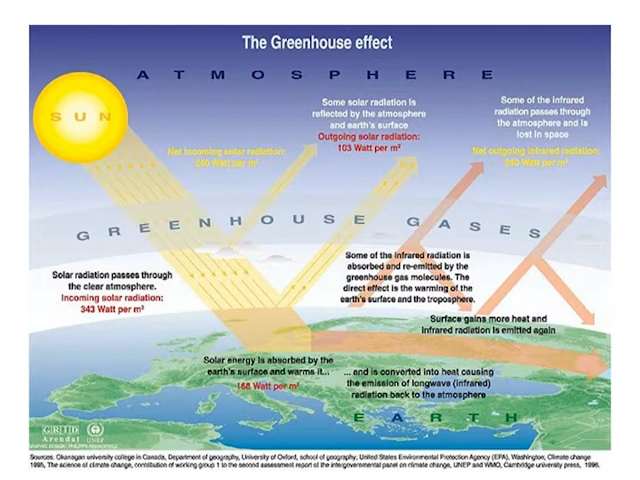 The Greenhouse effect
A T M O S P H E R E
S U N
Some solar radiation is
reflected by the atmosphere
and earth's surface
Outgoing solar radiation:
103 Watt per m²
Some of the infrared
radiation passes through
the atmosphere and is
lost in space
Net outgoing infrared radiation:
240 Watt per m²
Net incoming solar radiation:
240 Watt per m²
G R E E N H O U S E G A S E S
Solar radiation passes through
the clear atmosphere.
Incoming solar radiation:
343 Watt per m²
Some of the infrared radiation is
absorbed and re-emitted by the
greenhouse gas molecules. The
direct effect is the warming of the
earth's surface and the troposphere.
Surface gains more heat and
infrared radiation is emitted again
Solar energy is absorbed by the
earth's surface and warms it...
168 Watt per m²
... and is converted into heat causing
the emission of longwave (infrared)
radiation back to the atmosphere
E A R T H
G R I D
Arendal UNEP
Sources: Okanagan university college in Canada, Department of geography, University of Oxford, school of geography; United States Environmental Protection Agency (EPA), Washington; Climate change
1995, The science of climate change, contribution of working group 1 to the second assessment report of the intergovernmental panel on climate change, UNEP and WMO, Cambridge university press, 1996.